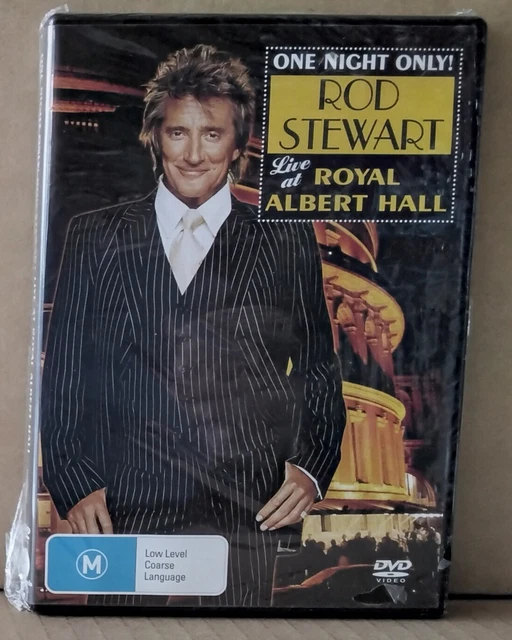 ONE NIGHT ONLY!
ROD
STEWART
Live at ROYAL
ALBERT HALL
M
Low Level
Coarse
Language
DVD
VIDEO